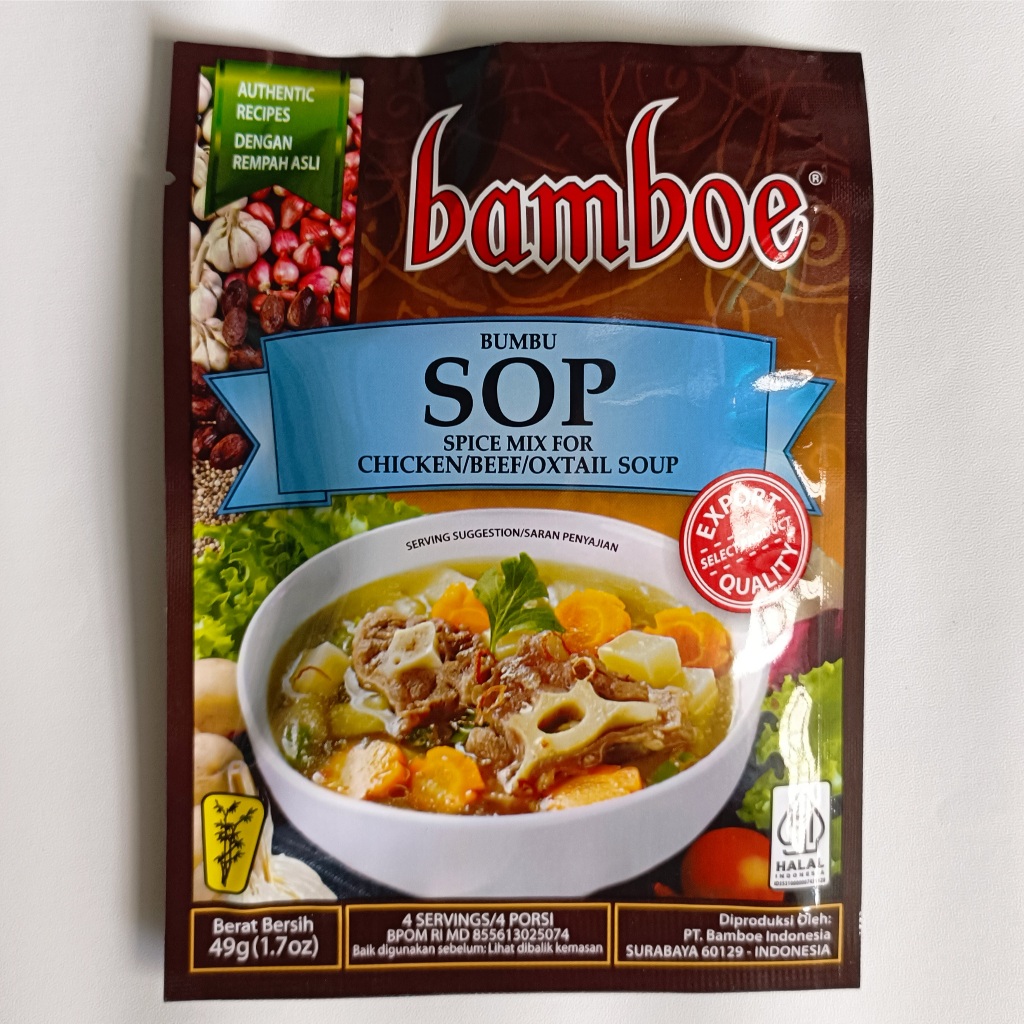 AUTHENTIC
RECIPES
DENGAN
REMPAH ASLI
bamboe®
BUMBU
SOP
SPICE MIX FOR
CHICKEN/BEEF/OXTAIL SOUP
EXPORT
QUALITY
SERVING SUGGESTION/SARAN PENYAJIAN
HALAL
INDONESIA
Berat Bersih
49g (1.7oz)
4 SERVINGS/4 PORSI
BPOM RI MD 855613025074
Baik digunakan sebelum: Lihat dibalik kemasan
Diproduksi Oleh:
PT. Bamboe Indonesia
SURABAYA 60129 - INDONESIA